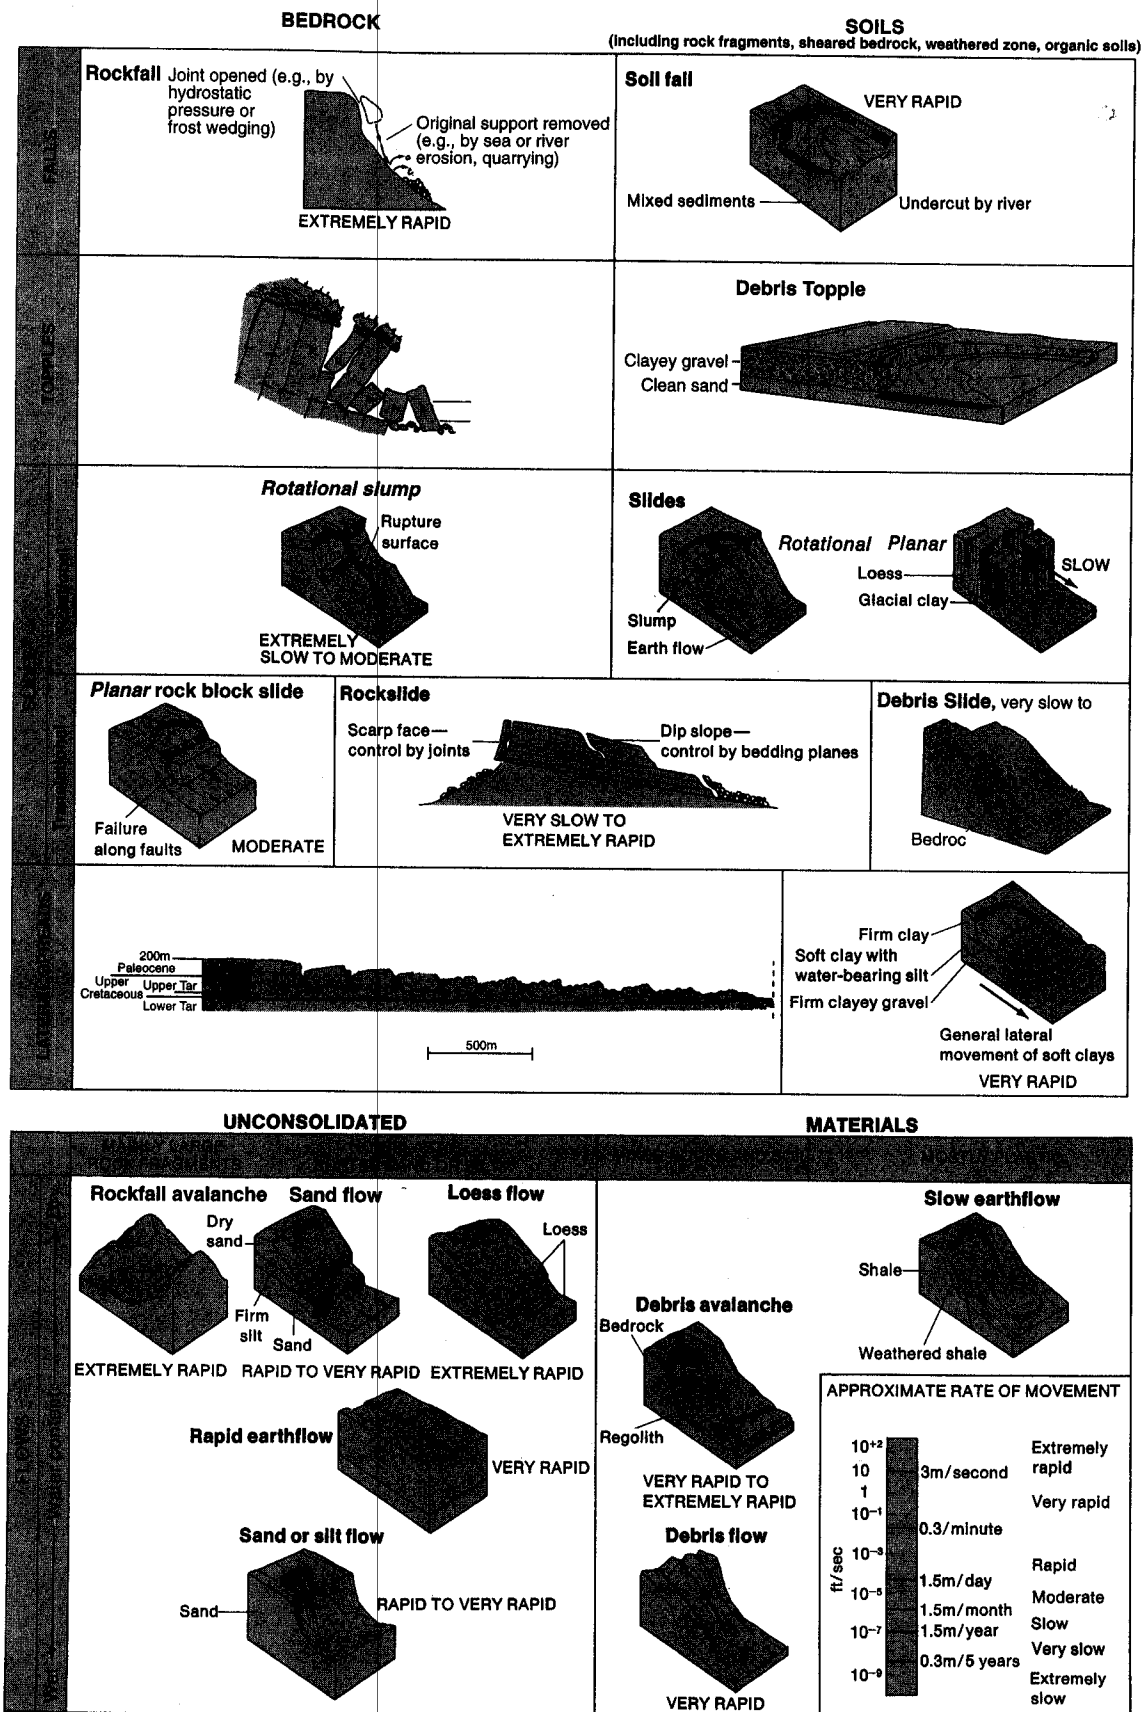 BEDROCK
SOILS
(including rock fragments, sheared bedrock, weathered zone, organic soils)
FALLS
Rockfall
Joint opened (e.g., by
hydrostatic
pressure or
frost wedging)
Original support removed
(e.g., by sea or river
erosion, quarrying)
EXTREMELY RAPID
Soil fall
VERY RAPID
Mixed sediments
Undercut by river
TOPPLES
Debris Topple
Clayey gravel
Clean sand
Rotational slump
Rupture
surface
EXTREMELY
SLOW TO MODERATE
Slides
Rotational Planar
SLOW
Loess
Glacial clay
Slump
Earth flow
Planar rock block slide
Failure
along faults
MODERATE
Rockslide
Scarp face—
control by joints
Dip slope—
control by bedding planes
VERY SLOW TO
EXTREMELY RAPID
Debris Slide, very slow to
Bedroc
200m
Paleocene
Upper
Cretaceous
Upper Tar
Lower Tar
500m
Firm clay
Soft clay with
water-bearing silt
Firm clayey gravel
General lateral
movement of soft clays
VERY RAPID
UNCONSOLIDATED
MATERIALS
ROCK FRAGMENTS
MOSTLY PLASTIC
Rockfall avalanche
EXTREMELY RAPID
Sand flow
Dry
sand
Firm
silt
Sand
RAPID TO VERY RAPID
Loess flow
Loess
EXTREMELY RAPID
Slow earthflow
Shale
Weathered shale
Debris avalanche
Bedrock
Regolith
VERY RAPID TO
EXTREMELY RAPID
Rapid earthflow
VERY RAPID
Sand or silt flow
Sand
RAPID TO VERY RAPID
Debris flow
VERY RAPID
APPROXIMATE RATE OF MOVEMENT
ft/sec
10+2
Extremely
rapid
10
3m/second
1
Very rapid
10−1
0.3/minute
10−3
Rapid
1.5m/day
10−5
Moderate
1.5m/month
Slow
10−7
1.5m/year
Very slow
0.3m/5 years
10−9
Extremely
slow